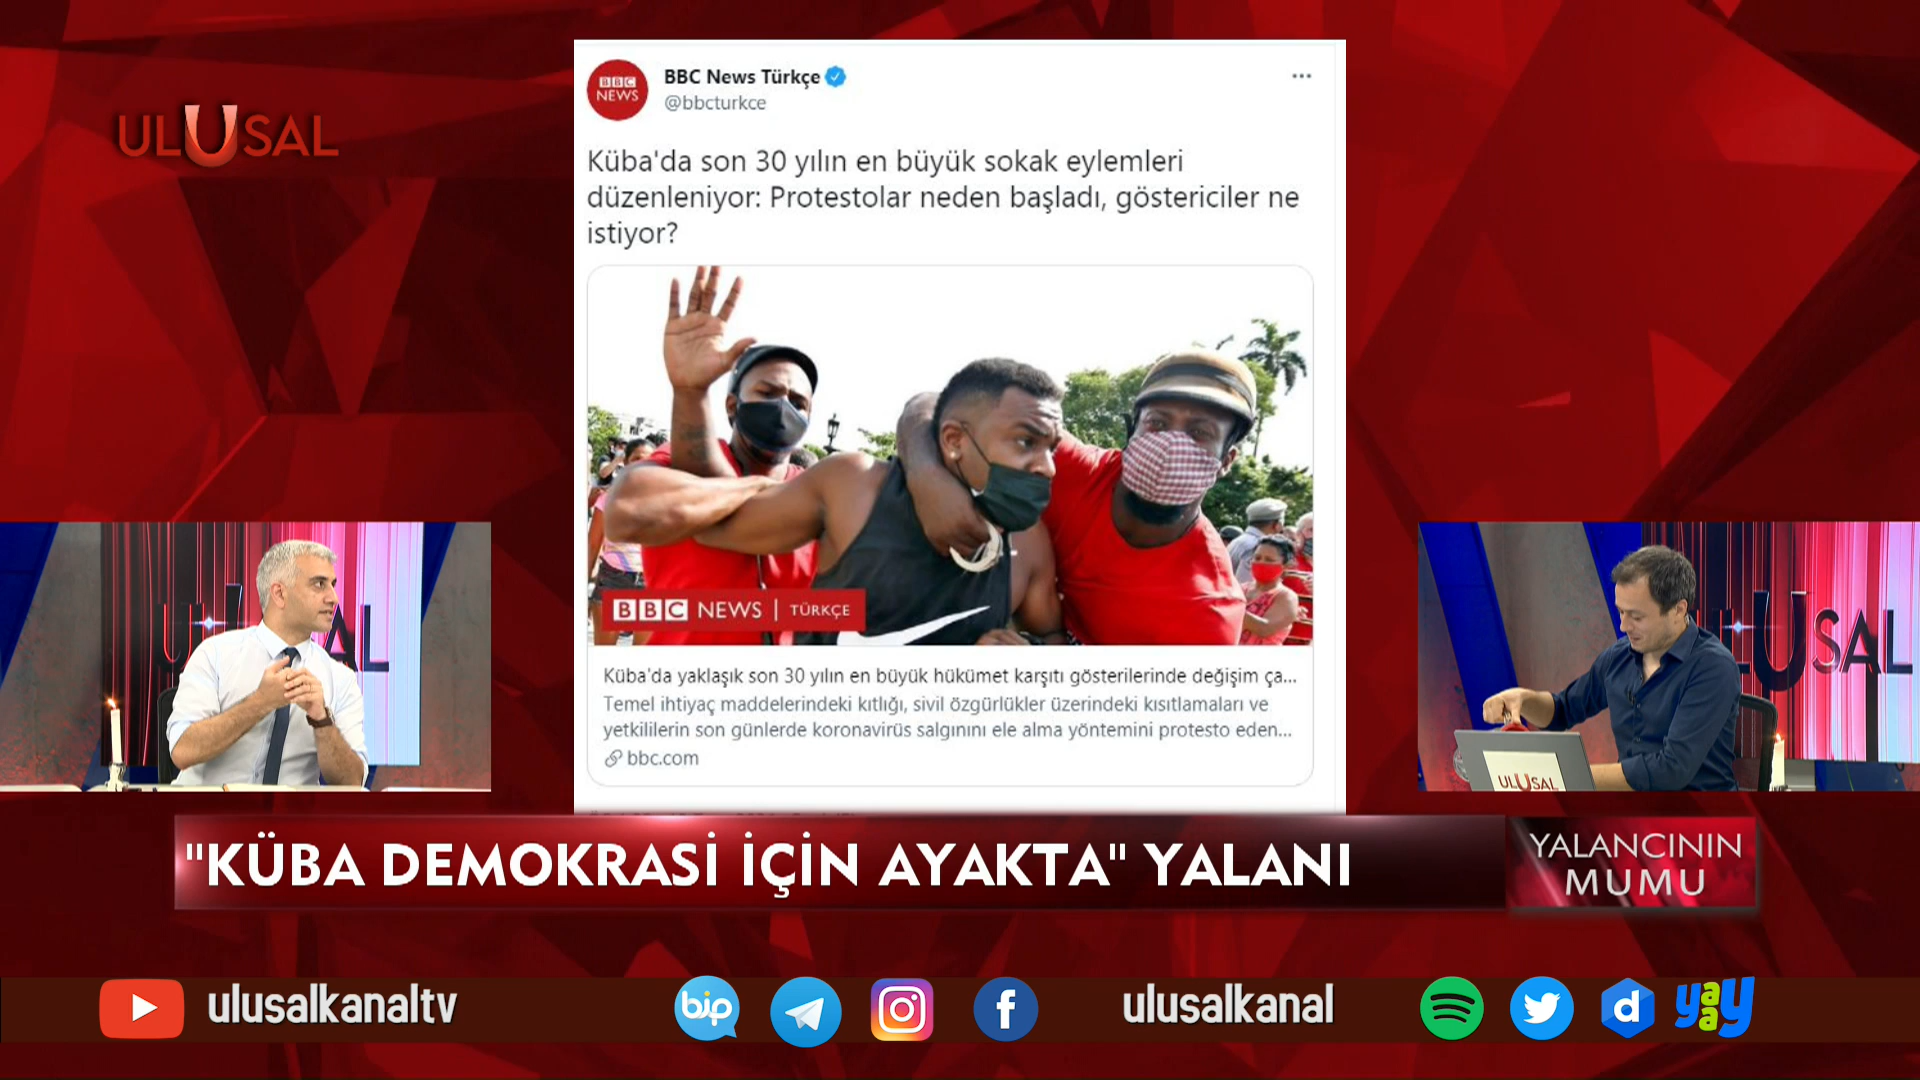 BBC NEWS
BBC News Türkçe
@bbcturkce
ULUSAL
Küba'da son 30 yılın en büyük sokak eylemleri
düzenleniyor: Protestolar neden başladı, göstericiler ne
istiyor?
BBC NEWS | TÜRKÇE
Küba'da yaklaşık son 30 yılın en büyük hükümet karşıtı gösterilerinde değişim ça...
Temel ihtiyaç maddelerindeki kıtlığı, sivil özgürlükler üzerindeki kısıtlamaları ve
yetkililerin son günlerde koronavirüs salgınını ele alma yöntemini protesto eden...
bbc.com
ULUSAL
ULUSAL
ULUSAL
"KÜBA DEMOKRASİ İÇİN AYAKTA" YALANI
YALANCININ
MUMU
ulusalkanaltv
bip
ulusalkanal
d
yaay